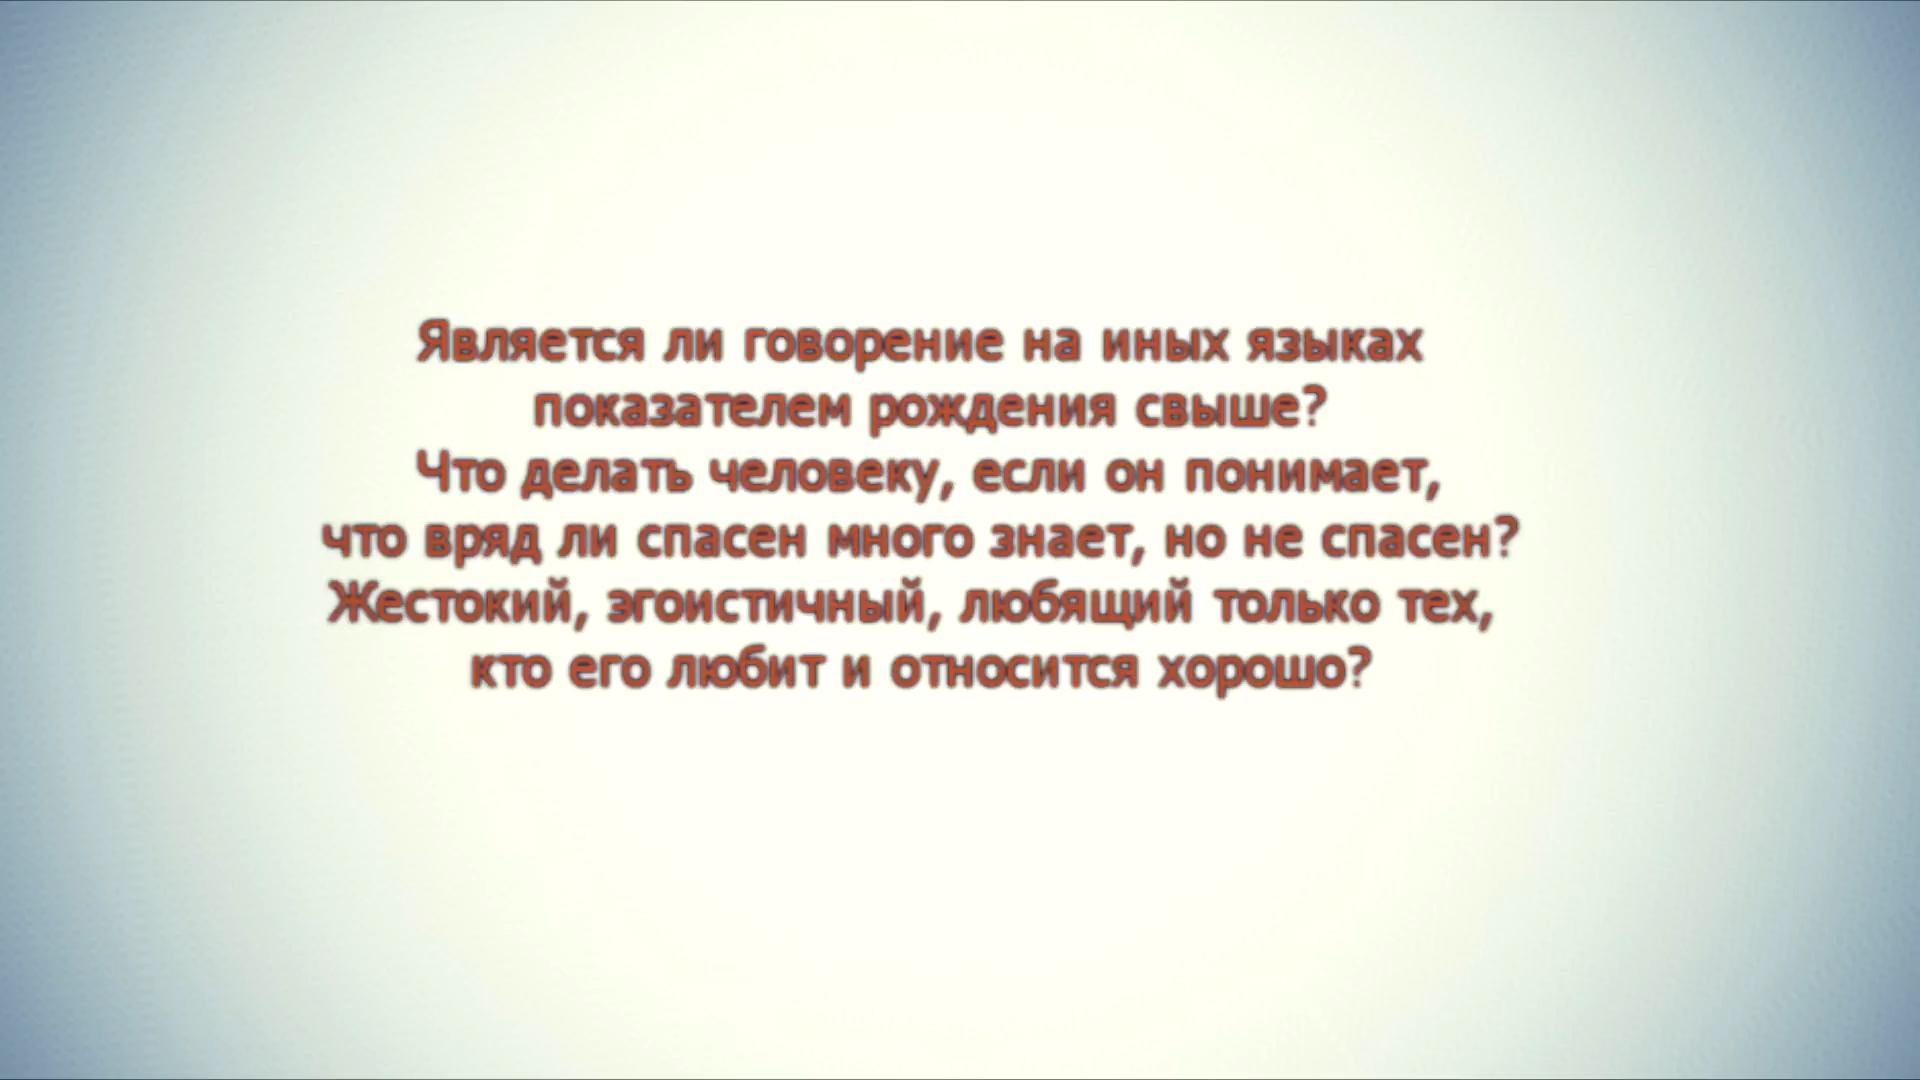 Является ли говорение на иных языках
показателем рождения свыше?
Что делать человеку, если он понимает,
что вряд ли спасен много знает, но не спасен?
Жестокий, эгоистичный, любящий только тех,
кто его любит и относится хорошо?